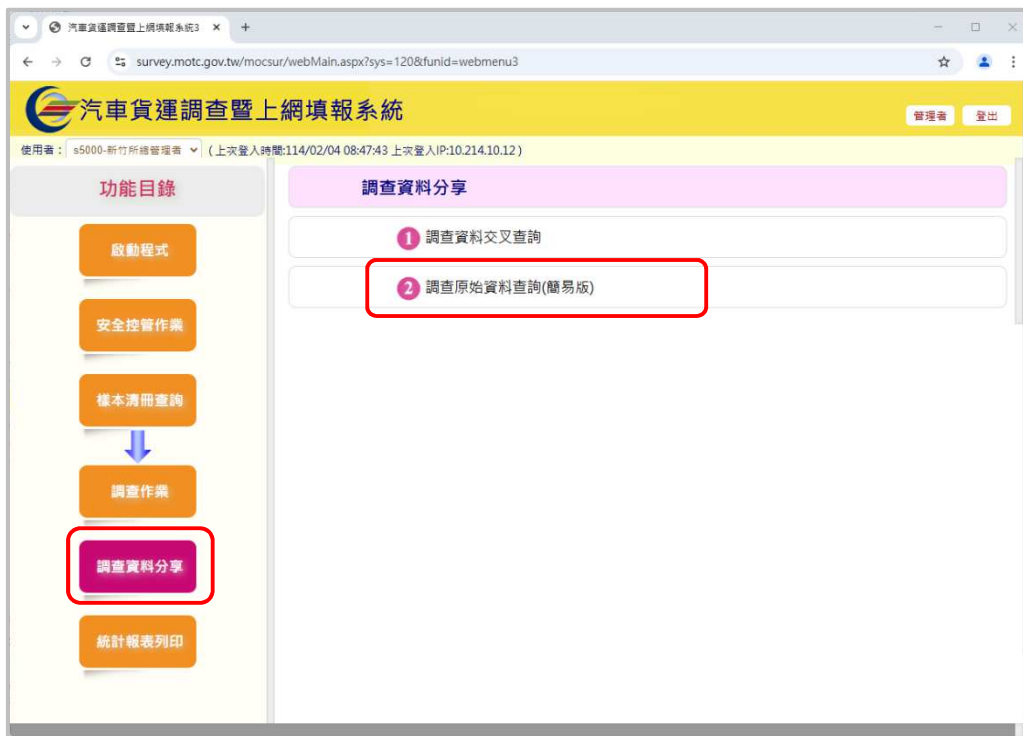 汽車貨運調查暨上網填報系統3
survey.motc.gov.tw/mocsur/webMain.aspx?sys=120&funid=webmenu3
汽車貨運調查暨上網填報系統
管理者
登出
使用者： s5000-新竹所總管理者 (上次登入時間:114/02/04 08:47:43 上次登入IP:10.214.10.12 )
功能目錄
啟動程式
安全控管作業
樣本清冊查詢
調查作業
調查資料分享
統計報表列印
調查資料分享
1 調查資料交叉查詢
2 調查原始資料查詢(簡易版)